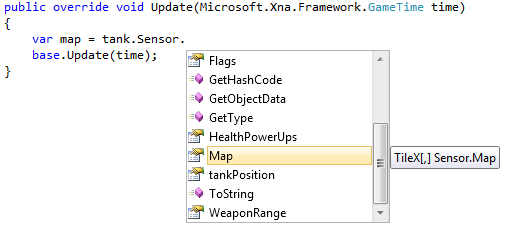 public override void Update(Microsoft.Xna.Framework.GameTime time)
{
var map = tank.Sensor.
base.Update(time);
}
Flags
GetHashCode
GetObjectData
GetType
HealthPowerUps
Map
TileX[,] Sensor.Map
tankPosition
ToString
WeaponRange